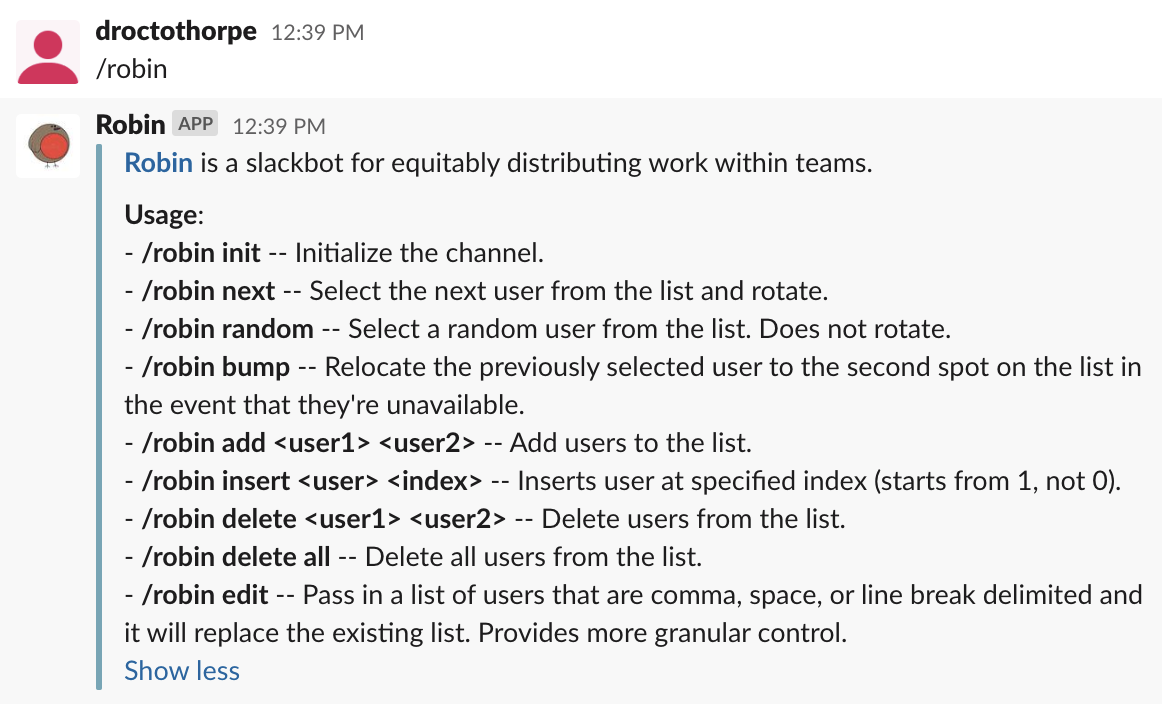 droctothorpe 12:39 PM
/robin
Robin APP 12:39 PM
Robin is a slackbot for equitably distributing work within teams.
Usage:
- /robin init -- Initialize the channel.
- /robin next -- Select the next user from the list and rotate.
- /robin random -- Select a random user from the list. Does not rotate.
- /robin bump -- Relocate the previously selected user to the second spot on the list in
the event that they're unavailable.
- /robin add <user1> <user2> -- Add users to the list.
- /robin insert <user> <index> -- Inserts user at specified index (starts from 1, not 0).
- /robin delete <user1> <user2> -- Delete users from the list.
- /robin delete all -- Delete all users from the list.
- /robin edit -- Pass in a list of users that are comma, space, or line break delimited and
it will replace the existing list. Provides more granular control.
Show less